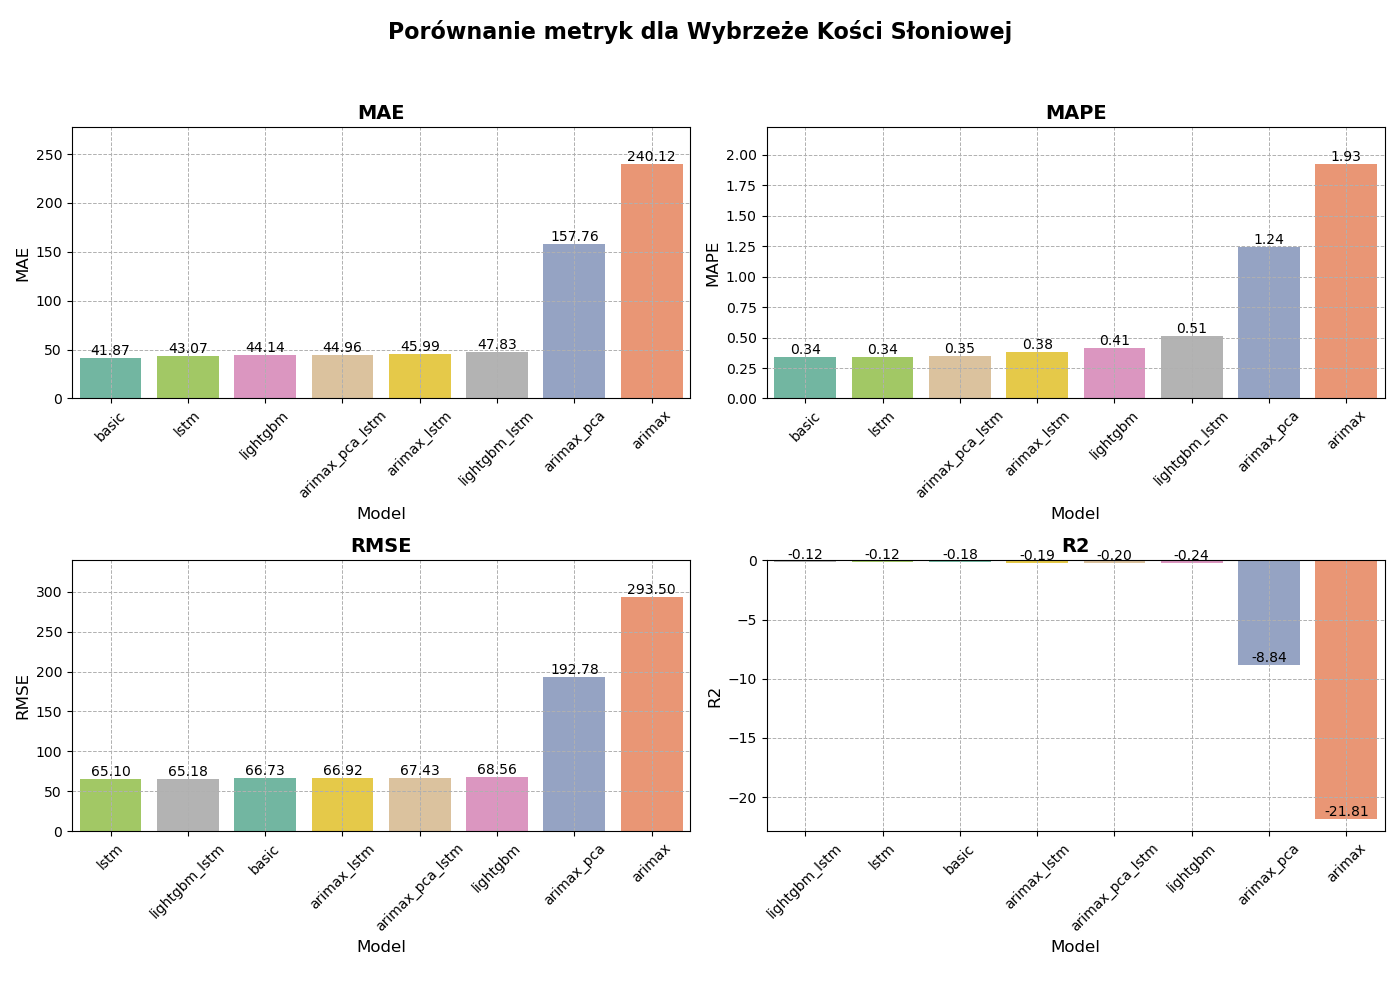 Porównanie metryk dla Wybrzeże Kości Słoniowej
MAE
MAE
250
200
150
100
50
0
41.87 43.07 44.14 44.96 45.99 47.83 157.76 240.12
basic lstm lightgbm arimax_pca_lstm arimax_lstm lightgbm_lstm arimax_pca arimax
Model
MAPE
MAPE
2.00
1.75
1.50
1.25
1.00
0.75
0.50
0.25
0.00
0.34 0.34 0.35 0.38 0.41 0.51 1.24 1.93
basic lstm arimax_pca_lstm arimax_lstm lightgbm lightgbm_lstm arimax_pca arimax
Model
RMSE
RMSE
300
250
200
150
100
50
0
65.10 65.18 66.73 66.92 67.43 68.56 192.78 293.50
lstm lightgbm_lstm basic arimax_lstm arimax_pca_lstm lightgbm arimax_pca arimax
Model
R2
R2
0
−5
−10
−15
−20
-0.12 -0.12 -0.18 -0.19 -0.20 -0.24 -8.84 -21.81
lightgbm_lstm lstm basic arimax_lstm arimax_pca_lstm lightgbm arimax_pca arimax
Model